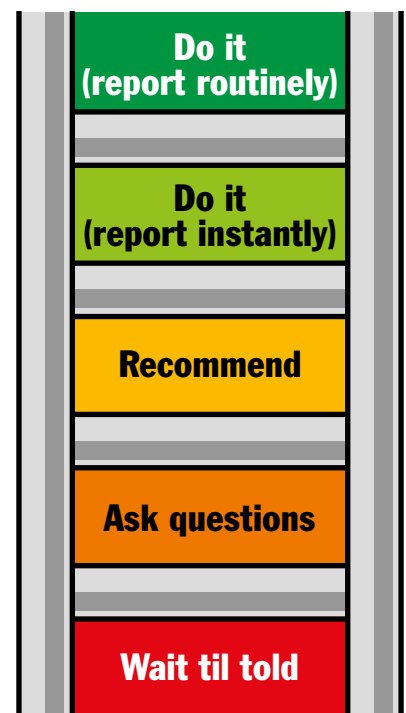 Do it
(report routinely)
Do it
(report instantly)
Recommend
Ask questions
Wait til told